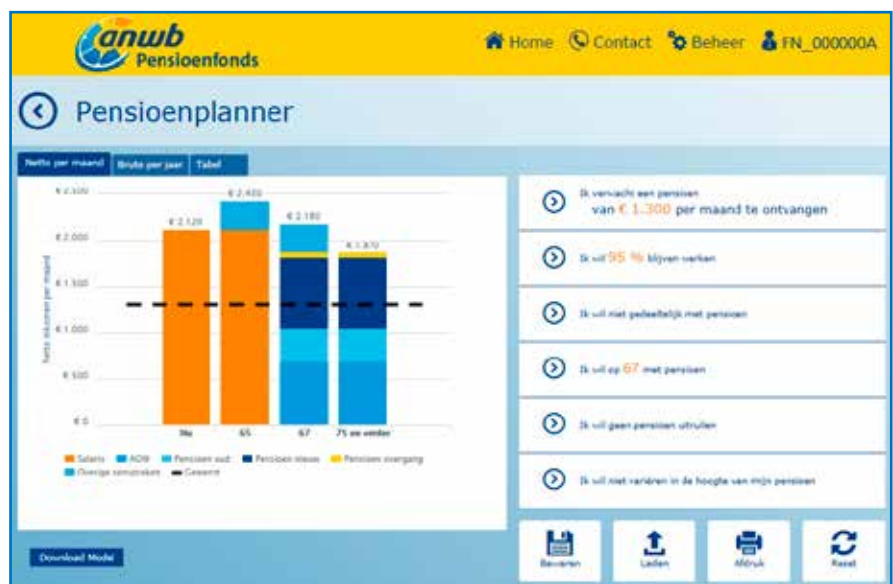 anwb
Pensioenfonds
Home Contact Beheer FN_000000A
Pensioenplanner
Netto per maand Bruto per jaar Tabel
€ 2.500
€ 2.000
€ 1.500
€ 1.000
€ 500
€ 0
Netto inkomen per maand
€ 2.120
€ 2.180
€ 1.870
Nu 65 67 75 en verder
Salaris AOW Pensioen oud Pensioen nieuw Pensioen overgang
Overige aanspraken Gewenst
Download Model
Ik verwacht een pensioen
van € 1.300 per maand te ontvangen
Ik wil 95 % blijven werken
Ik wil niet gedeeltelijk met pensioen
Ik wil op 67 met pensioen
Ik wil geen pensioen uitruilen
Ik wil niet variëren in de hoogte van mijn pensioen
Bewaren Laden Afdruk Reset